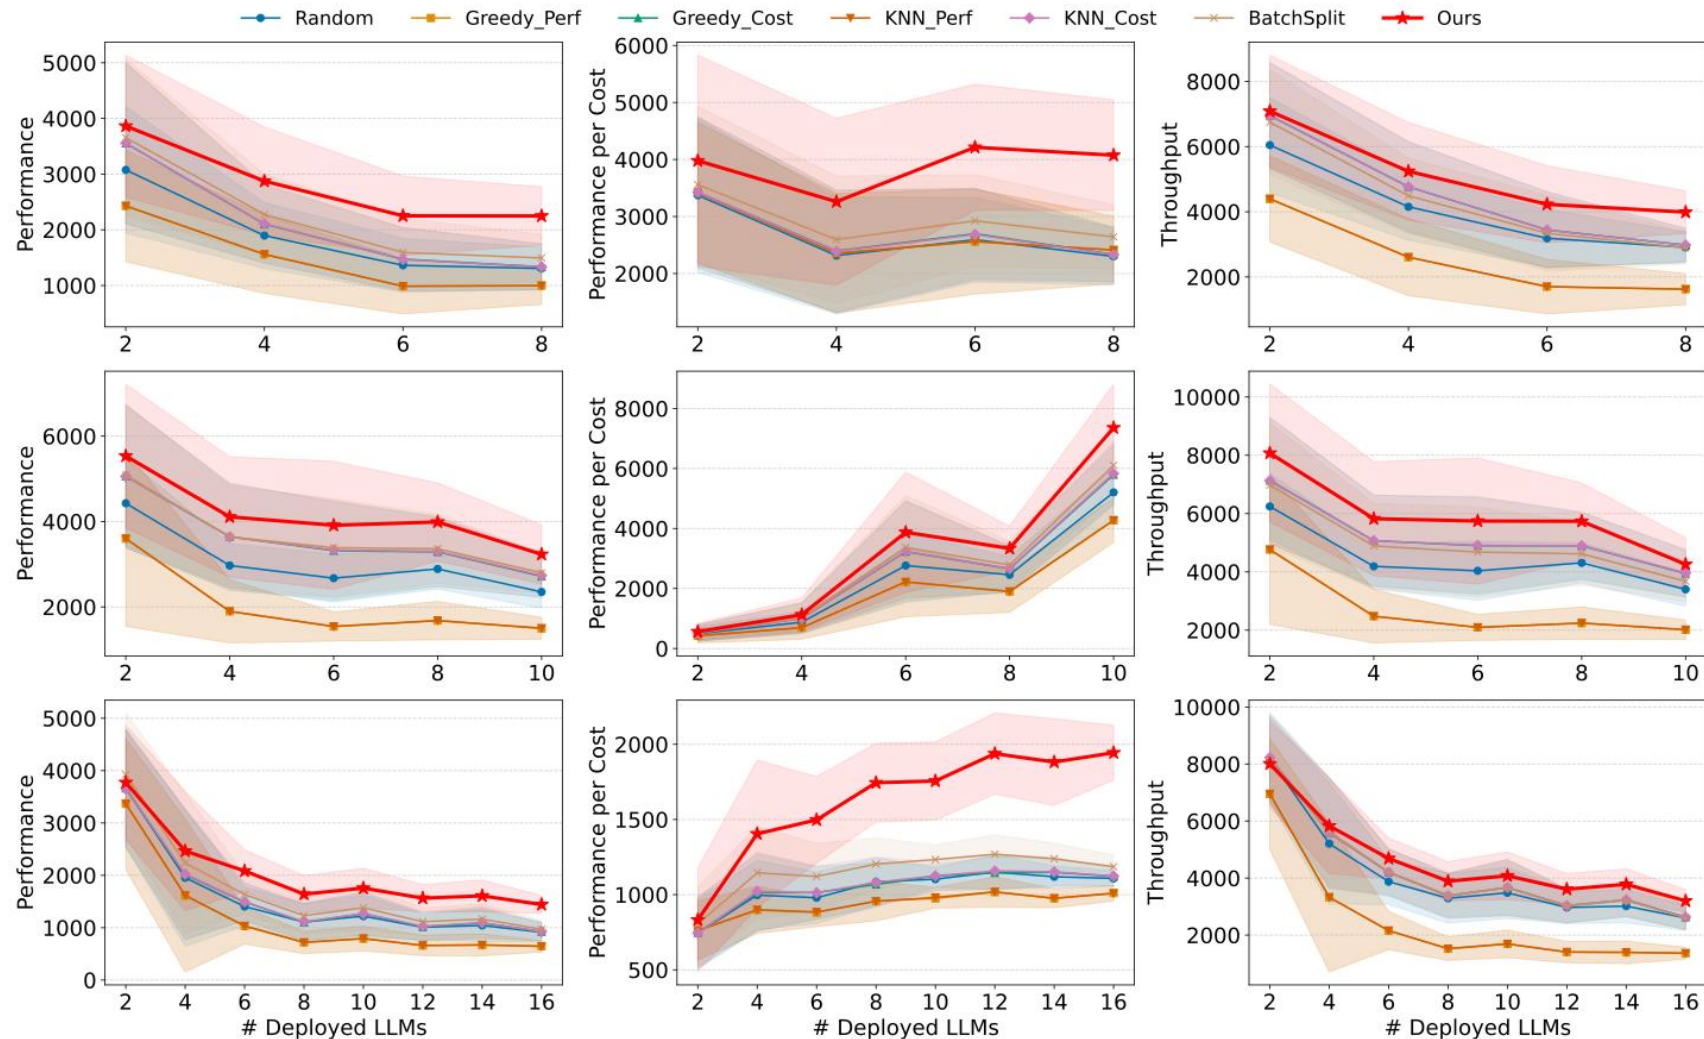 Random Greedy_Perf Greedy_Cost KNN_Perf KNN_Cost BatchSplit Ours
Performance
5000
4000
3000
2000
1000
2 4 6 8
Performance per Cost
6000
5000
4000
3000
2000
2 4 6 8
Throughput
8000
6000
4000
2000
2 4 6 8
Performance
6000
4000
2000
2 4 6 8 10
Performance per Cost
8000
6000
4000
2000
0
2 4 6 8 10
Throughput
10000
8000
6000
4000
2000
2 4 6 8 10
Performance
5000
4000
3000
2000
1000
0
2 4 6 8 10 12 14 16
# Deployed LLMs
Performance per Cost
2000
1500
1000
500
2 4 6 8 10 12 14 16
# Deployed LLMs
Throughput
10000
8000
6000
4000
2000
2 4 6 8 10 12 14 16
# Deployed LLMs